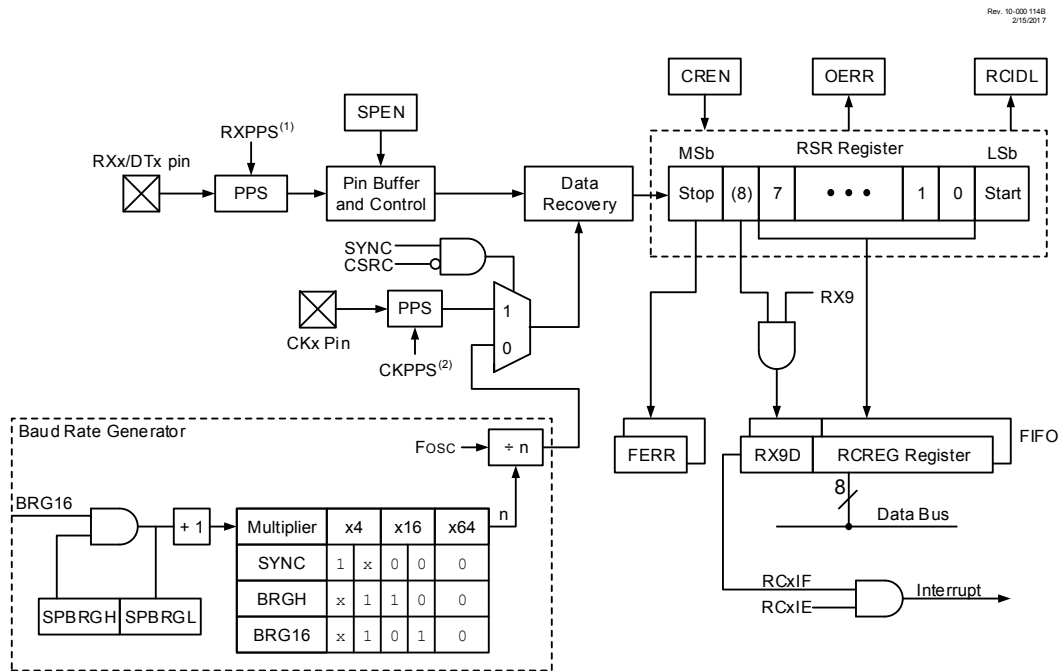 Rev. 10-000 114B
2/15/2017
CREN
OERR
RCIDL
SPEN
RXPPS(1)
RXx/DTx pin
PPS
Pin Buffer
and Control
Data
Recovery
MSb
RSR Register
LSb
Stop
(8)
7
• • •
1
0
Start
SYNC
CSRC
PPS
CKx Pin
CKPPS(2)
1
0
RX9
Baud Rate Generator
FOSC
÷ n
n
FERR
RX9D
RCREG Register
FIFO
8
Data Bus
BRG16
+ 1
SPBRGH
SPBRGL
Multiplier x4 x16 x64
SYNC 1 x 0 0 0
BRGH x 1 1 0 0
BRG16 x 1 0 1 0
RCxIF
RCxIE
Interrupt